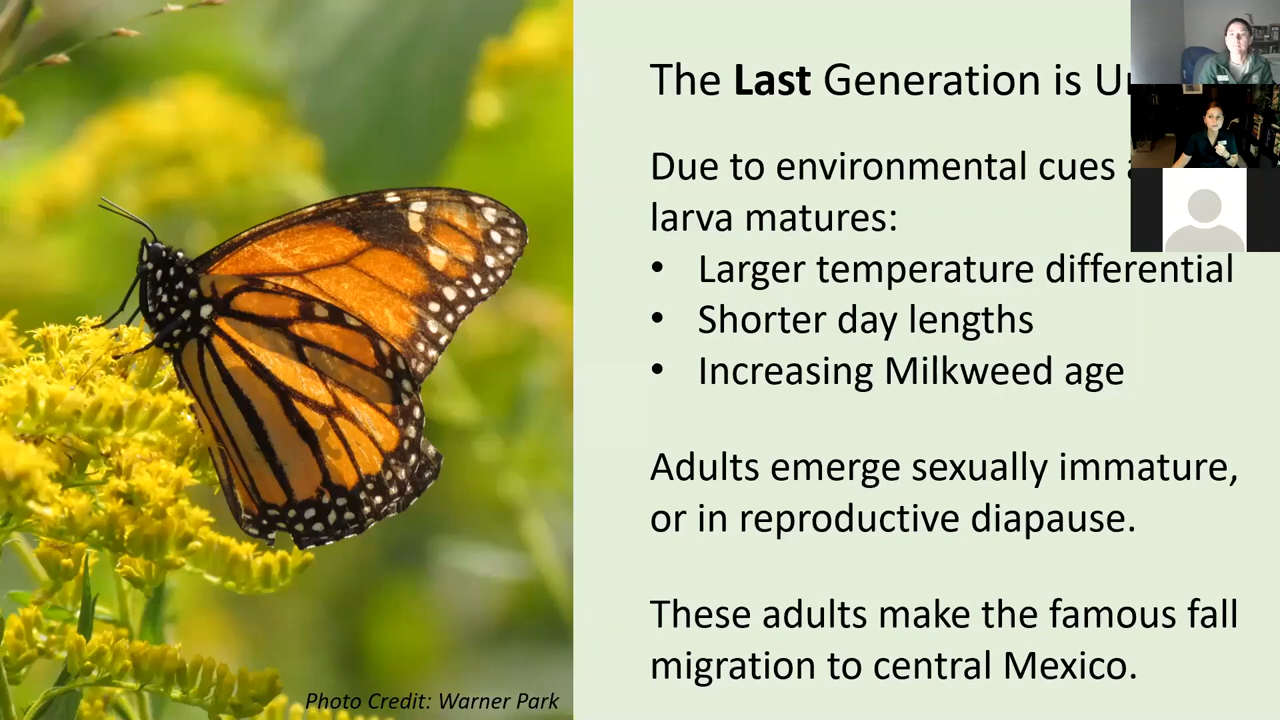 The Last Generation is
Due to environmental cues
larva matures:
• Larger temperature differential
• Shorter day lengths
• Increasing Milkweed age
Adults emerge sexually immature,
or in reproductive diapause.
These adults make the famous fall
migration to central Mexico.
Photo Credit: Warner Park